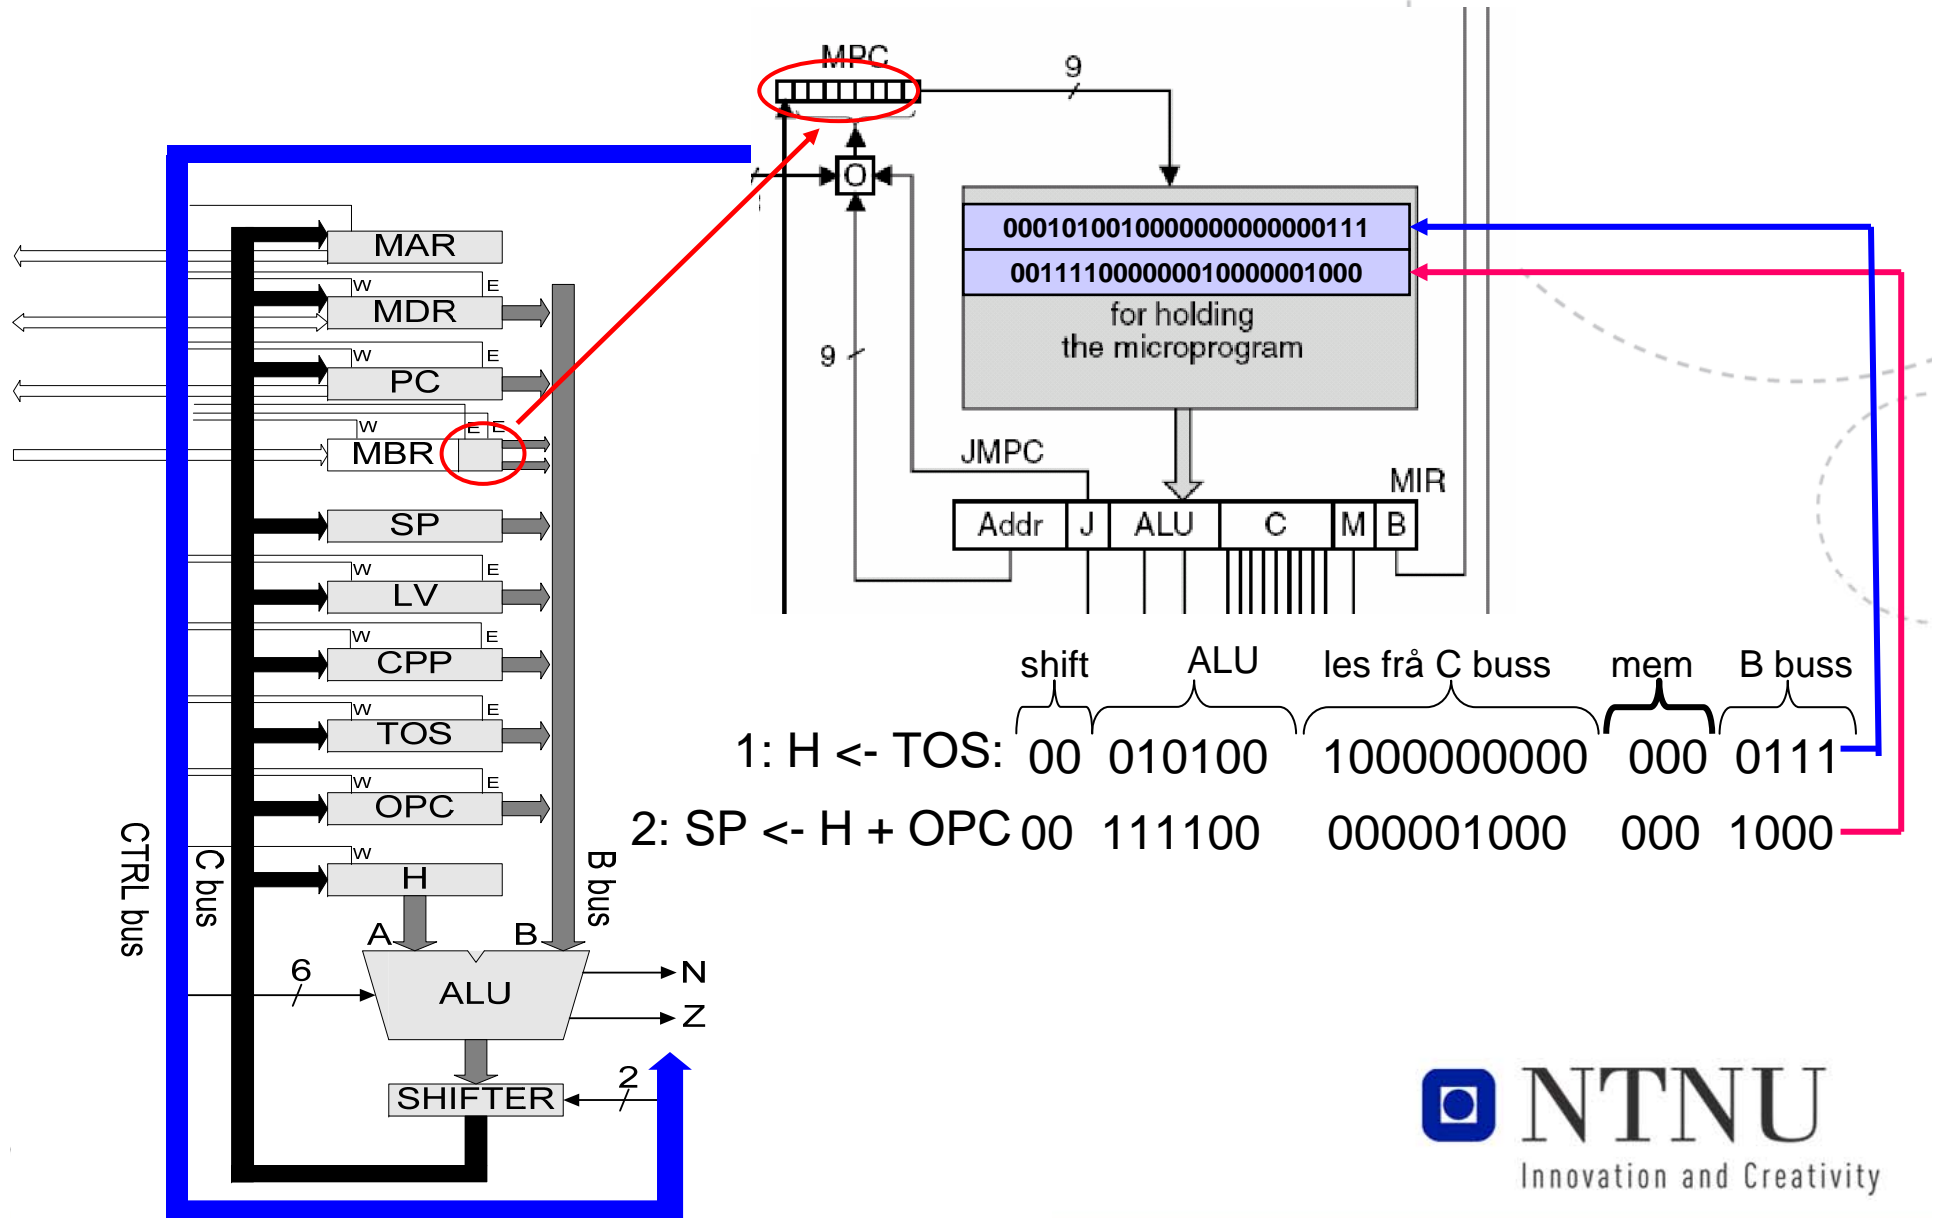 MPC
9
O
000101001000000000000111
001111000000010000001000
for holding
the microprogram
9
JMPC
MIR
Addr J ALU C M B
MAR
W E
MDR
W E
PC
W E E
MBR
SP
W E
LV
W E
CPP
W E
TOS
W E
OPC
W
H
CTRL bus
C bus
B bus
A B
6
ALU
N
Z
2
SHIFTER
shift ALU les frå C buss mem B buss
1: H <- TOS: 00 010100 1000000000 000 0111
2: SP <- H + OPC 00 111100 000001000 000 1000
NTNU
Innovation and Creativity